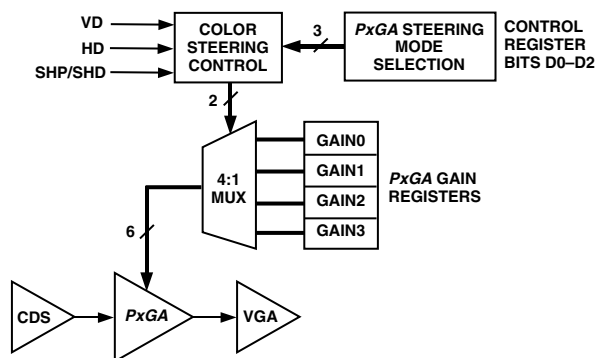 VD
HD
SHP/SHD
COLOR
STEERING
CONTROL
3
PxGA STEERING
MODE
SELECTION
CONTROL
REGISTER
BITS D0–D2
2
4:1
MUX
GAIN0
GAIN1
GAIN2
GAIN3
PxGA GAIN
REGISTERS
6
CDS
PxGA
VGA